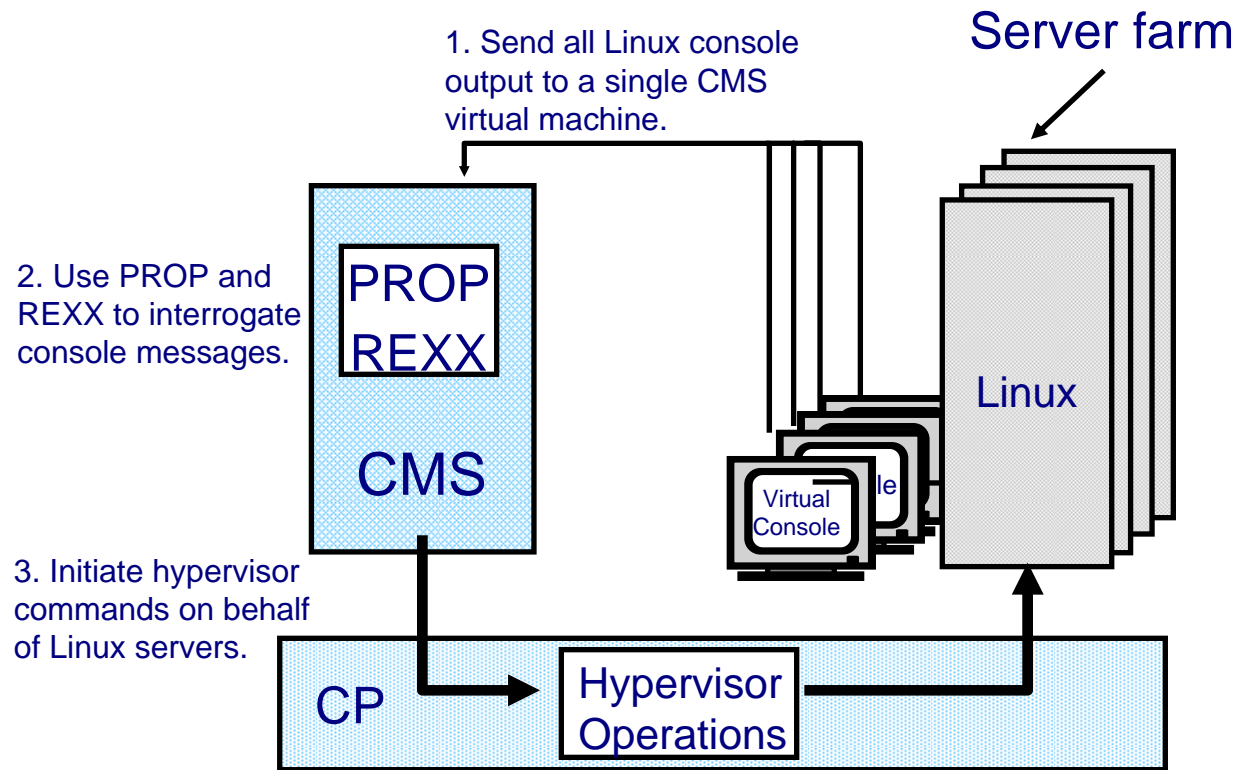 Server farm
1. Send all Linux console
output to a single CMS
virtual machine.
2. Use PROP and
REXX to interrogate
console messages.
PROP
REXX
CMS
Linux
Virtual
Console
le
3. Initiate hypervisor
commands on behalf
of Linux servers.
CP
Hypervisor
Operations